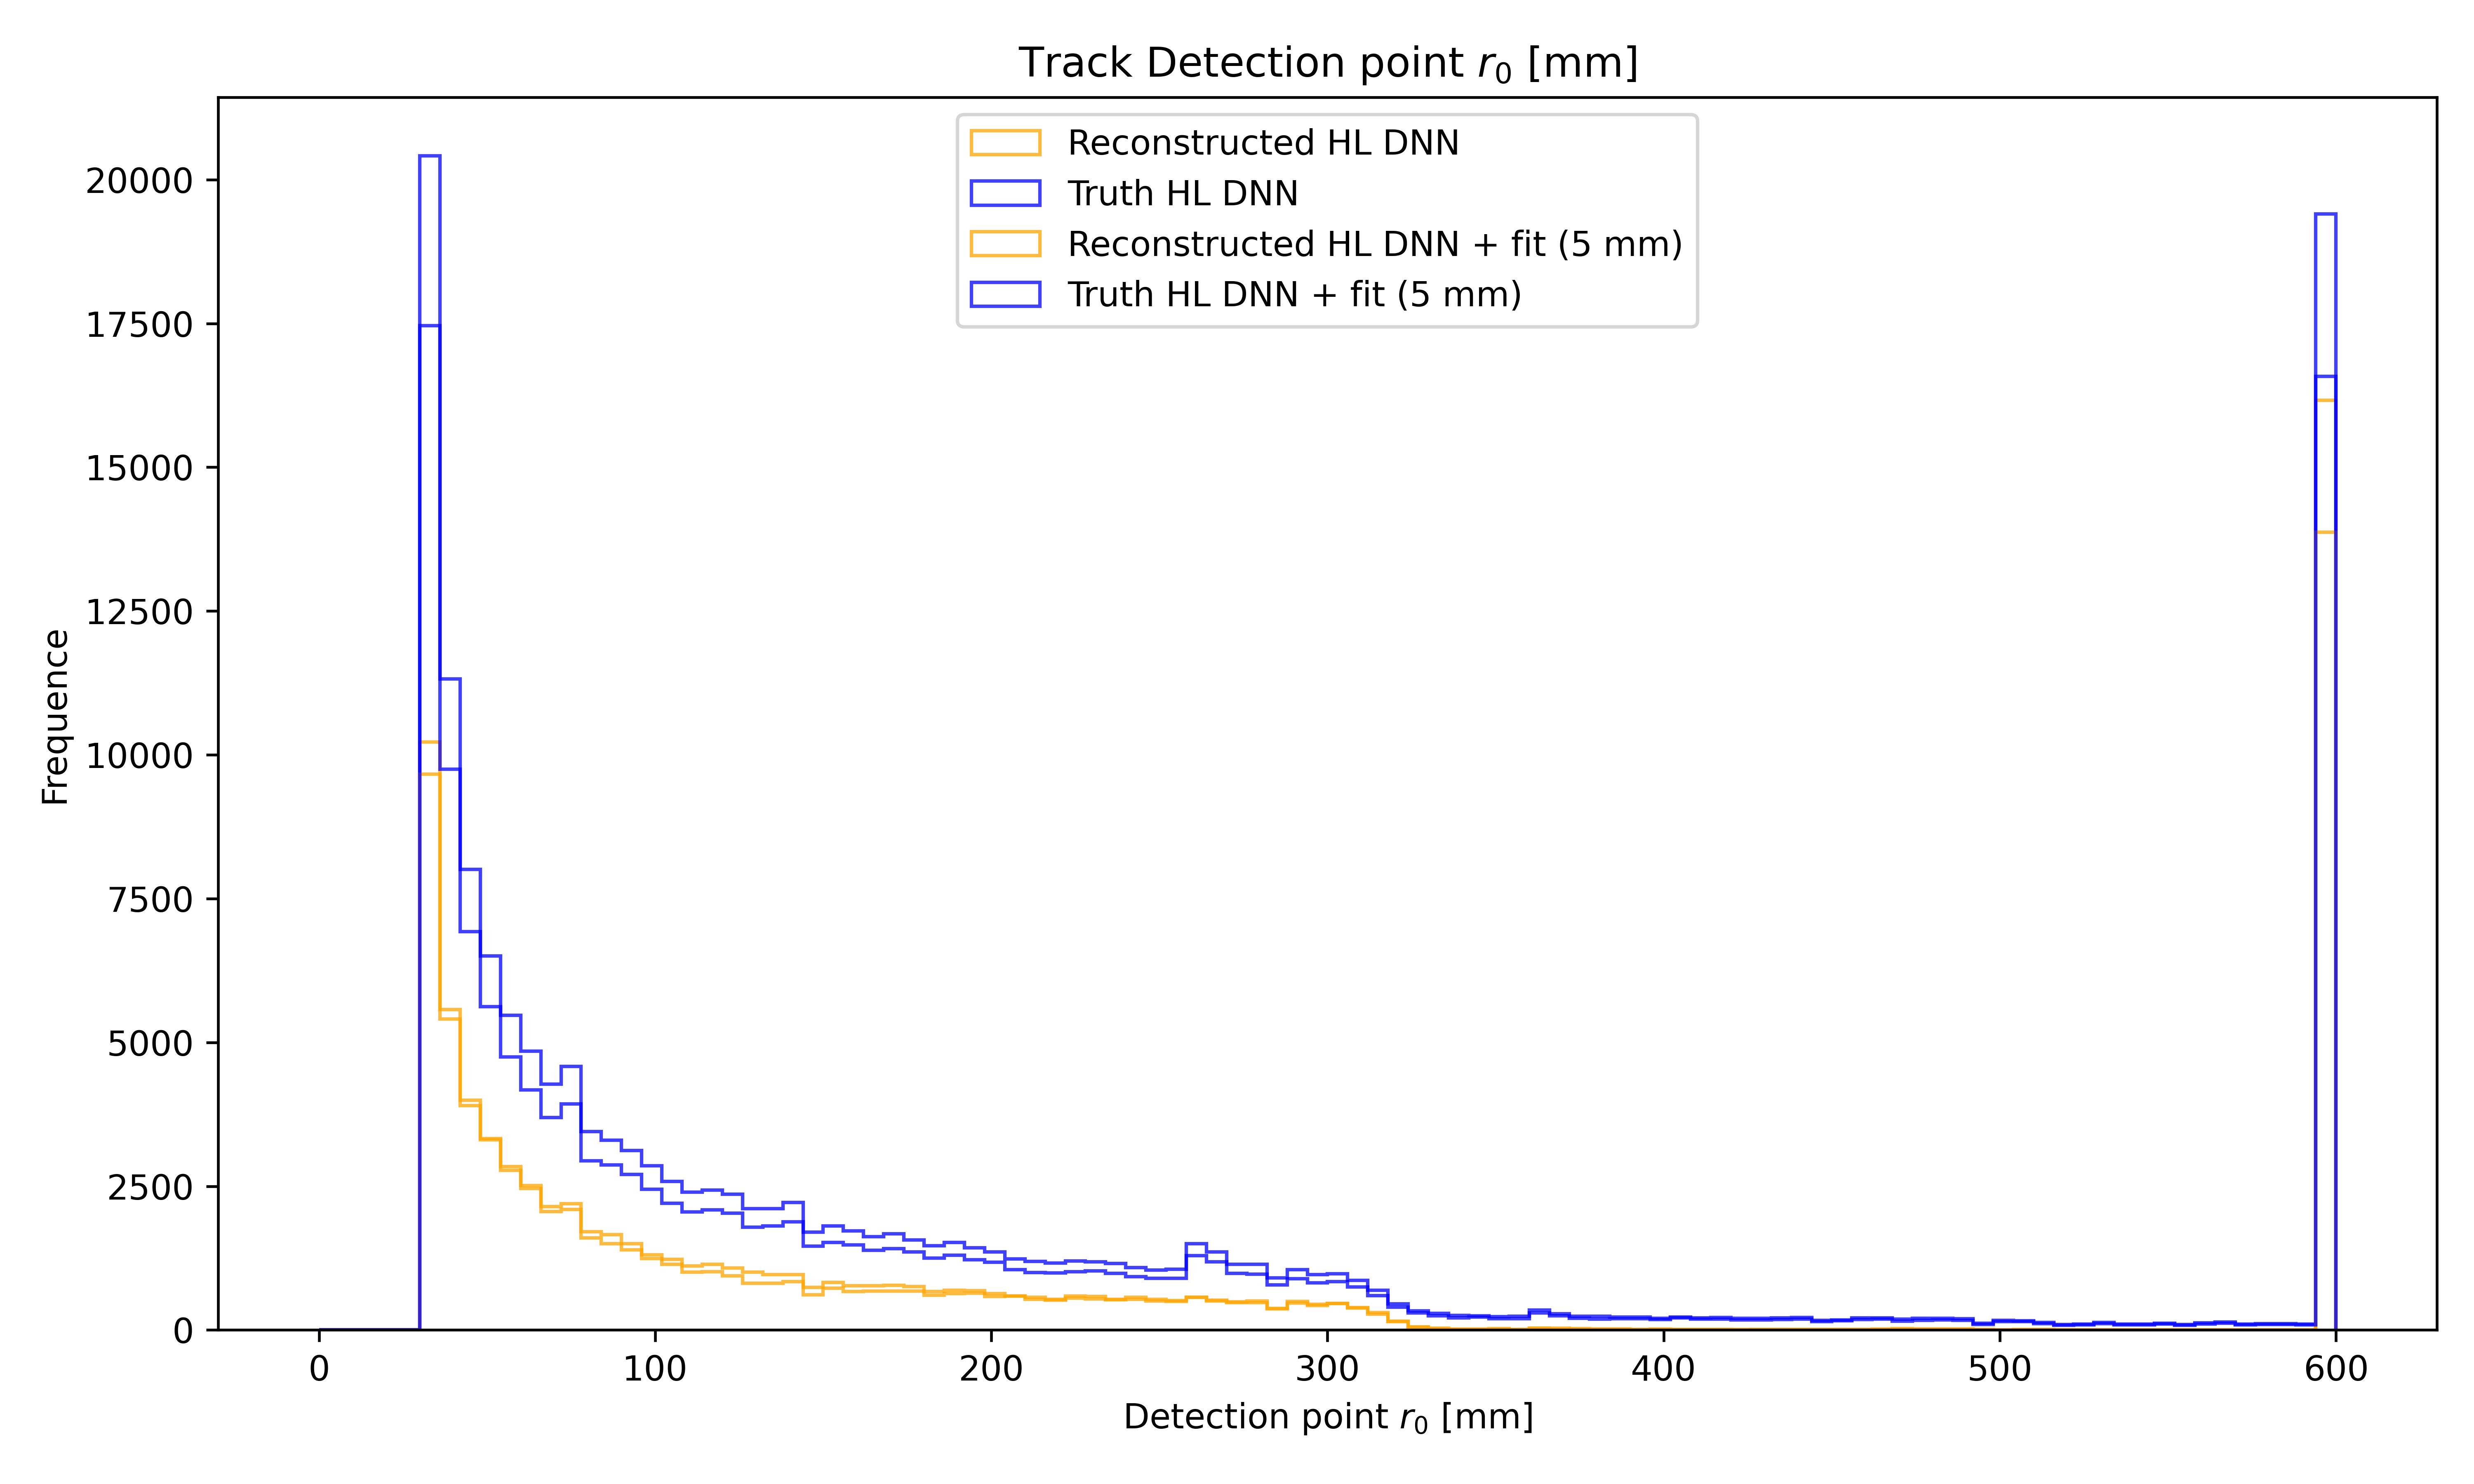 Track Detection point r₀ [mm]
Reconstructed HL DNN
Truth HL DNN
Reconstructed HL DNN + fit (5 mm)
Truth HL DNN + fit (5 mm)
Frequence
20000
17500
15000
12500
10000
7500
5000
2500
0
0 100 200 300 400 500 600
Detection point r₀ [mm]